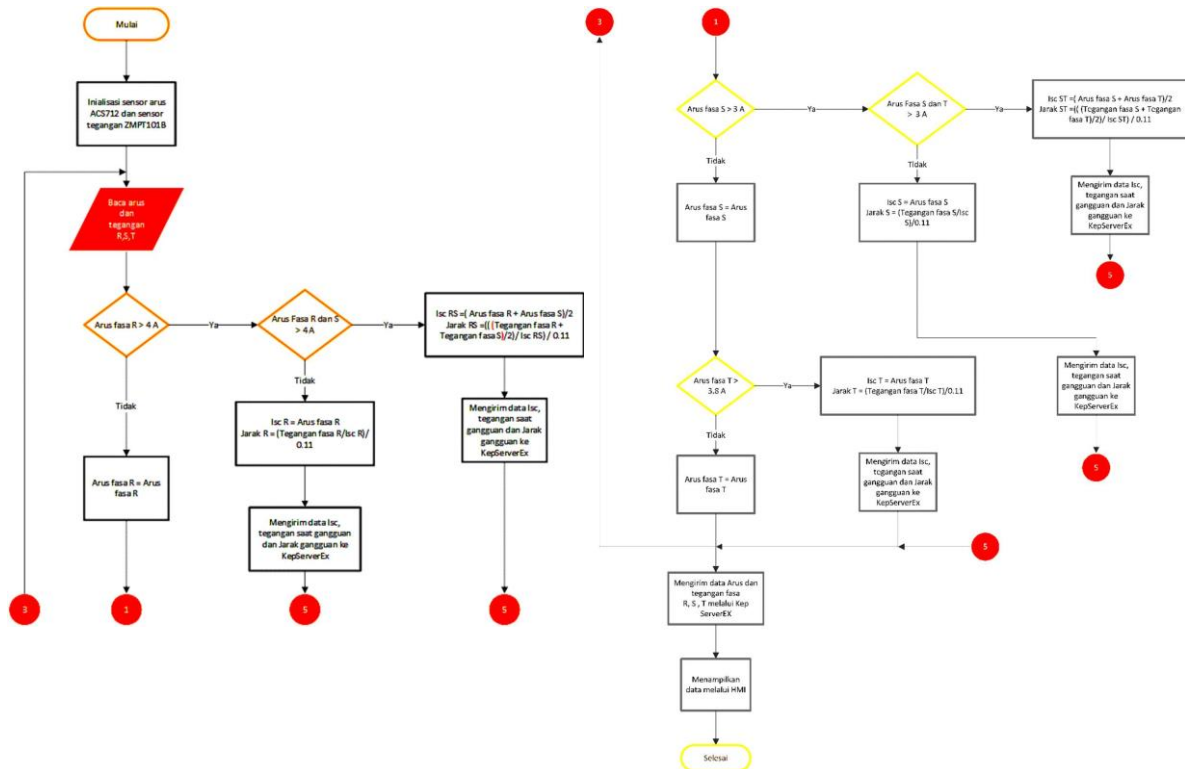 Mulai
Inialisasi sensor arus
ACS712 dan sensor
tegangan ZMPT101B
Baca arus
dan
tegangan
R,S,T
Arus fasa R > 4 A
Ya
Arus Fasa R dan S
> 4 A
Ya
Isc RS =( Arus fasa R + Arus fasa S)/2
Jarak RS =(( (Tegangan fasa R +
Tegangan fasa S)/2)/ Isc RS) / 0.11
Tidak
Arus fasa R = Arus
fasa R
Tidak
Isc R = Arus fasa R
Jarak R = (Tegangan fasa R/Isc R)/
0.11
Mengirim data Isc,
tegangan saat gangguan
dan Jarak gangguan ke
KepServerEx
Mengirim data Isc,
tegangan saat
gangguan dan Jarak
gangguan ke
KepServerEx
3
1
5
5
3
1
Arus fasa S > 3 A
Ya
Arus Fasa S dan T
> 3 A
Ya
Isc ST =( Arus fasa S + Arus fasa T)/2
Jarak ST =(( (Tegangan fasa S + Tegangan
fasa T)/2)/ Isc ST) / 0.11
Tidak
Arus fasa S = Arus
fasa S
Tidak
Isc S = Arus fasa S
Jarak S = (Tegangan fasa S/Isc
S)/0.11
Mengirim data Isc,
tegangan saat
gangguan dan Jarak
gangguan ke
KepServerEx
5
Arus fasa T >
3.8 A
Ya
Isc T = Arus fasa T
Jarak T = (Tegangan fasa T/Isc T)/0.11
Mengirim data Isc,
tegangan saat
gangguan dan Jarak
gangguan ke
KepServerEx
5
Tidak
Arus fasa T = Arus
fasa T
Mengirim data Isc,
tegangan saat
gangguan dan Jarak
gangguan ke
KepServerEx
5
Mengirim data Arus dan
tegangan fasa
R, S , T melalui Kep
ServerEX
Menampilkan
data melalui HMI
Selesai